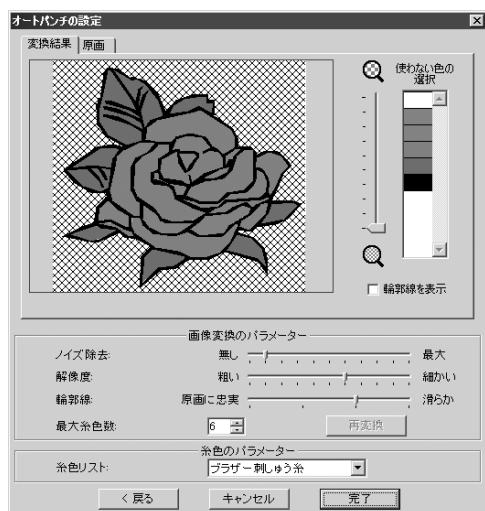 オートパンチの設定
変換結果
原画
使わない色の
選択
輪郭線を表示
画像変換のパラメーター
ノイズ除去: 無し 最大
解像度: 粗い 細かい
輪郭線: 原画に忠実 滑らか
最大糸色数: 6 再変換
糸色のパラメーター
糸色リスト: ブラザー刺しゅう糸
< 戻る キャンセル 完了